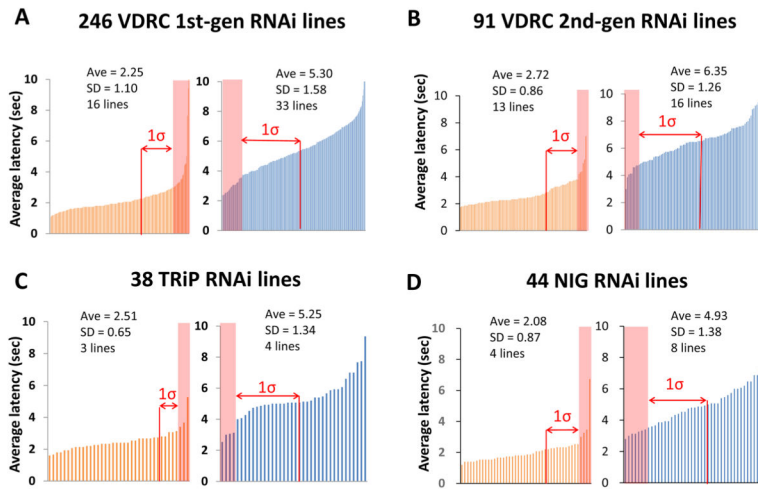 A
246 VDRC 1st-gen RNAi lines
Ave = 2.25
SD = 1.10
16 lines
Ave = 5.30
SD = 1.58
33 lines
Average latency (sec)
10
8
6
4
2
0
1σ
10
8
6
4
2
0
1σ
B
91 VDRC 2nd-gen RNAi lines
Ave = 2.72
SD = 0.86
13 lines
Ave = 6.35
SD = 1.26
16 lines
Average latency (sec)
10
8
6
4
2
0
1σ
10
8
6
4
2
0
1σ
C
38 TRiP RNAi lines
Ave = 2.51
SD = 0.65
3 lines
Ave = 5.25
SD = 1.34
4 lines
Average latency (sec)
10
8
6
4
2
0
1σ
10
8
6
4
2
0
1σ
D
44 NIG RNAi lines
Ave = 2.08
SD = 0.87
4 lines
Ave = 4.93
SD = 1.38
8 lines
Average latency (sec)
10
8
6
4
2
0
1σ
10
8
6
4
2
0
1σ